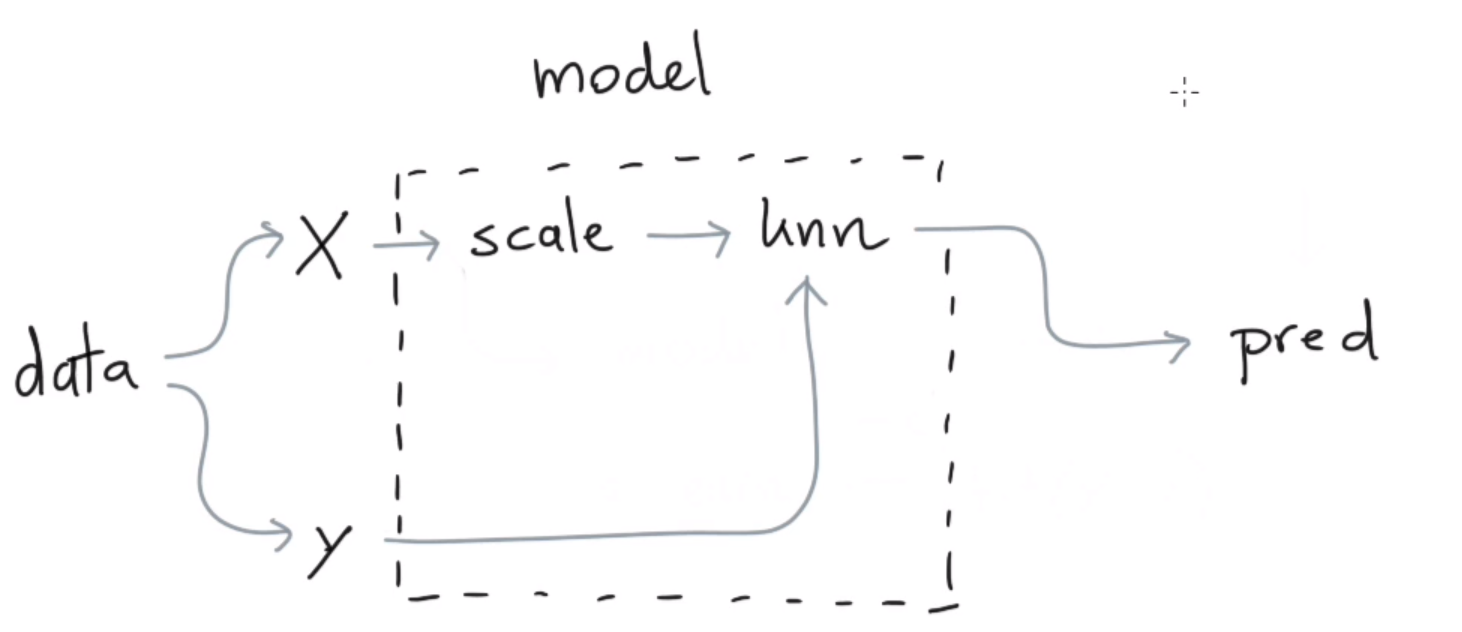 model
X
scale
knn
data
pred
y